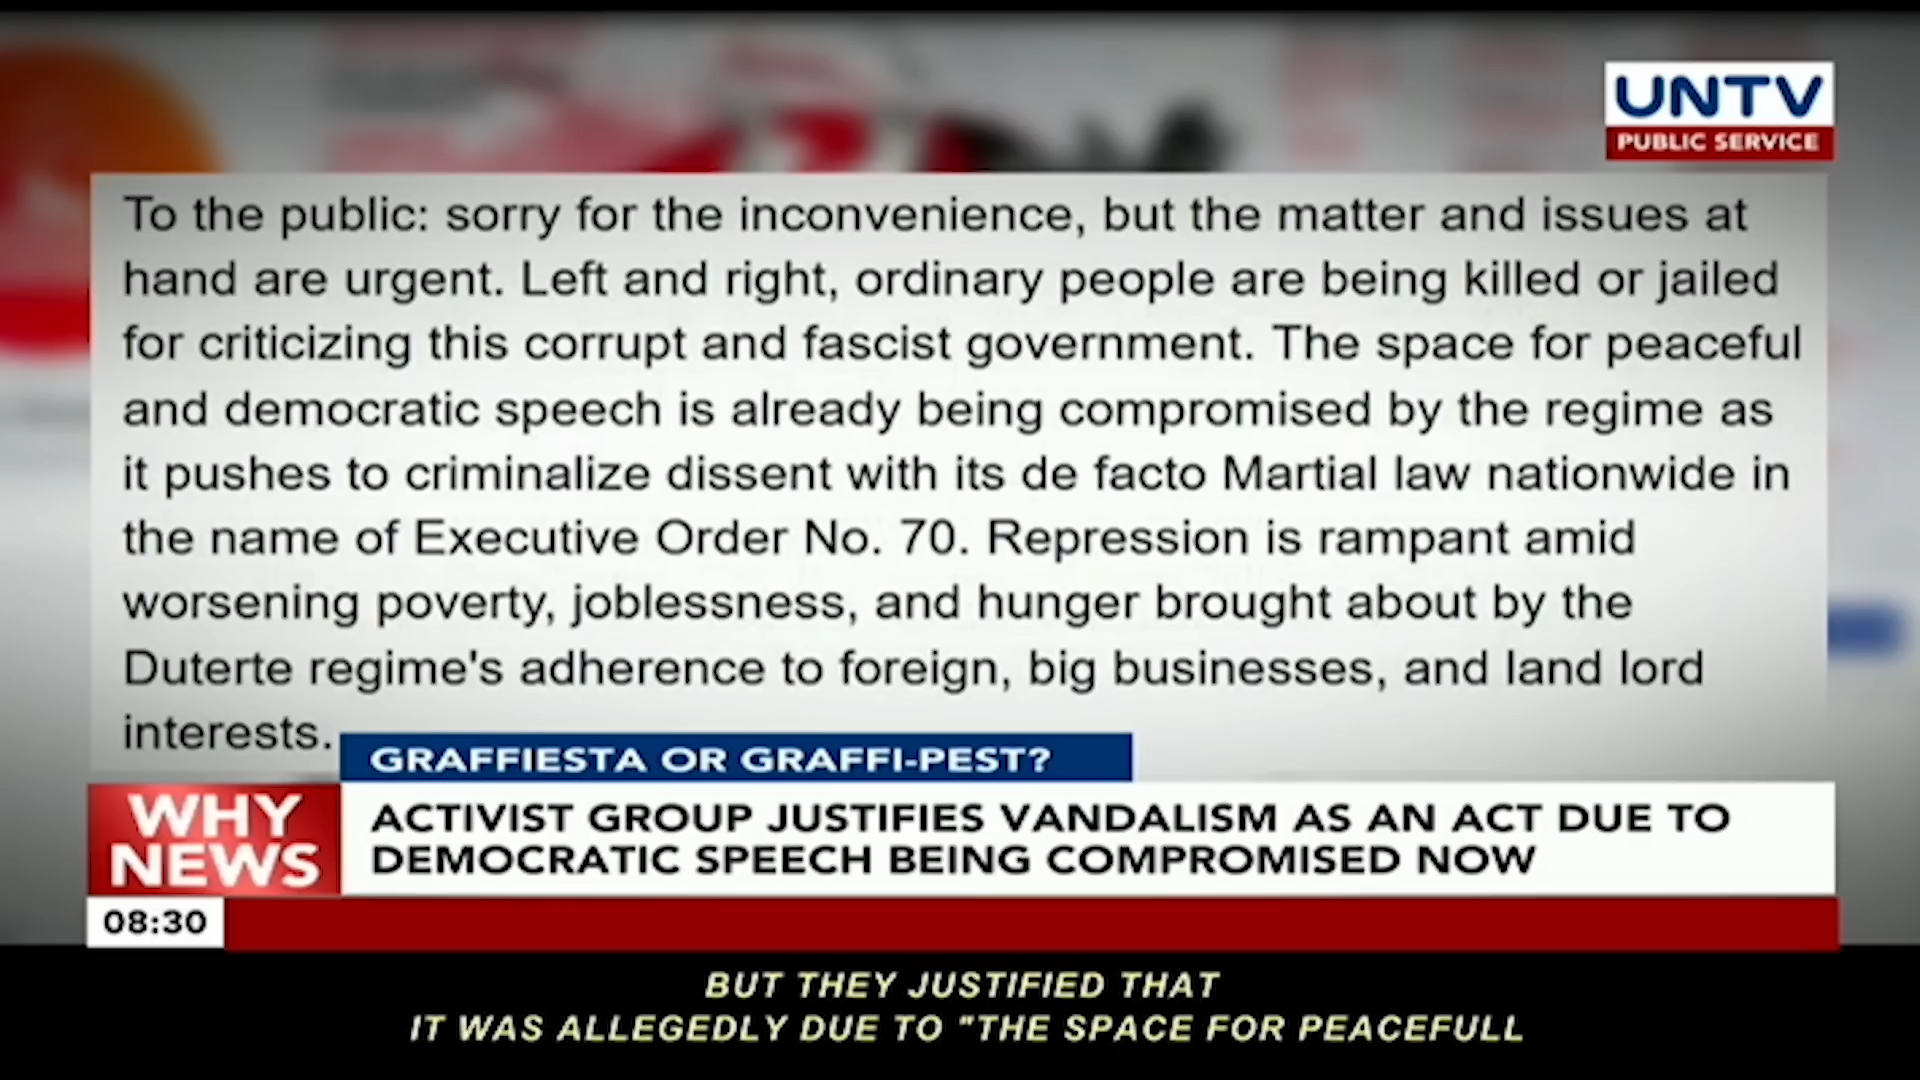 UNTV
PUBLIC SERVICE
To the public: sorry for the inconvenience, but the matter and issues at
hand are urgent. Left and right, ordinary people are being killed or jailed
for criticizing this corrupt and fascist government. The space for peaceful
and democratic speech is already being compromised by the regime as
it pushes to criminalize dissent with its de facto Martial law nationwide in
the name of Executive Order No. 70. Repression is rampant amid
worsening poverty, joblessness, and hunger brought about by the
Duterte regime's adherence to foreign, big businesses, and land lord
interests.
GRAFFIESTA OR GRAFFI-PEST?
WHY
NEWS
ACTIVIST GROUP JUSTIFIES VANDALISM AS AN ACT DUE TO
DEMOCRATIC SPEECH BEING COMPROMISED NOW
08:30
BUT THEY JUSTIFIED THAT
IT WAS ALLEGEDLY DUE TO "THE SPACE FOR PEACEFULL